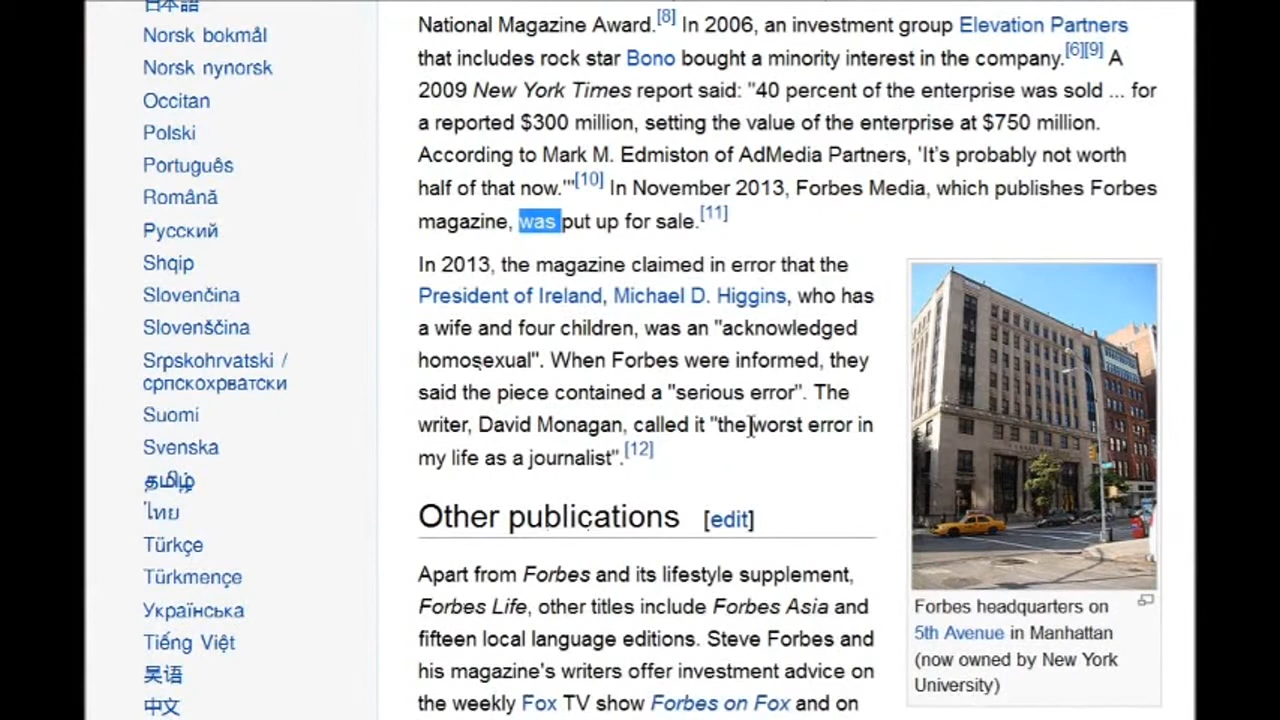 日本語
Norsk bokmål
Norsk nynorsk
Occitan
Polski
Português
Română
Русский
Shqip
Slovenčina
Slovenščina
Srpskohrvatski /
српскохрватски
Suomi
Svenska
தமிழ்
ไทย
Türkçe
Türkmençe
Українська
Tiếng Việt
吴语
中文
National Magazine Award.[8] In 2006, an investment group Elevation Partners
that includes rock star Bono bought a minority interest in the company.[6][9] A
2009 New York Times report said: "40 percent of the enterprise was sold ... for
a reported $300 million, setting the value of the enterprise at $750 million.
According to Mark M. Edmiston of AdMedia Partners, 'It's probably not worth
half of that now.'"[10] In November 2013, Forbes Media, which publishes Forbes
magazine, was put up for sale.[11]
In 2013, the magazine claimed in error that the
President of Ireland, Michael D. Higgins, who has
a wife and four children, was an "acknowledged
homosexual". When Forbes were informed, they
said the piece contained a "serious error". The
writer, David Monagan, called it "the worst error in
my life as a journalist".[12]
Other publications [edit]
Apart from Forbes and its lifestyle supplement,
Forbes Life, other titles include Forbes Asia and
fifteen local language editions. Steve Forbes and
his magazine's writers offer investment advice on
the weekly Fox TV show Forbes on Fox and on
Forbes headquarters on
5th Avenue in Manhattan
(now owned by New York
University)